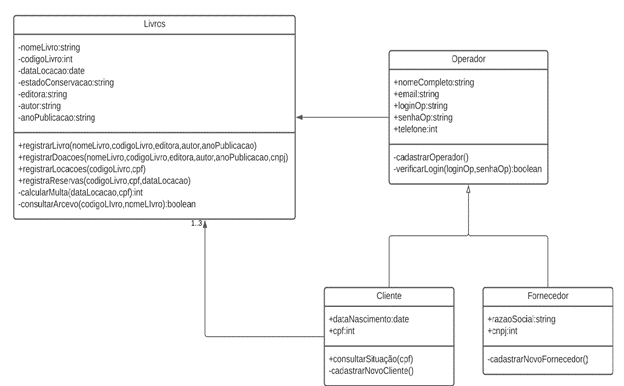 Livros
-nomeLivro:string
-codigoLivro:int
-dataLocacao:date
-estadoConservacao:string
-editora:string
-autor:string
-anoPublicacao:string
+registrarLivro(nomeLivro,codigoLivro,editora,autor,anoPublicacao)
+registrarDoacoes(nomeLivro,codigoLivro,editora,autor,anoPublicacao,cnpj)
+registrarLocacoes(codigoLivro,cpf)
+registraReservas(codigoLivro,cpf,dataLocacao)
-calcularMulta(dataLocacao,cpf):int
-consultarArcevo(codigoLIvro,nomeLIvro):boolean
1..3
Operador
+nomeCompleto:string
+email:string
+loginOp:string
+senhaOp:string
+telefone:int
-cadastrarOperador()
-verificarLogin(loginOp,senhaOp):boolean
Cliente
+dataNascimento:date
+cpf:int
+consultarSituação(cpf)
-cadastrarNovoCliente()
Fornecedor
+razaoSocial:string
+cnpj:int
-cadastrarNovoFornecedor()